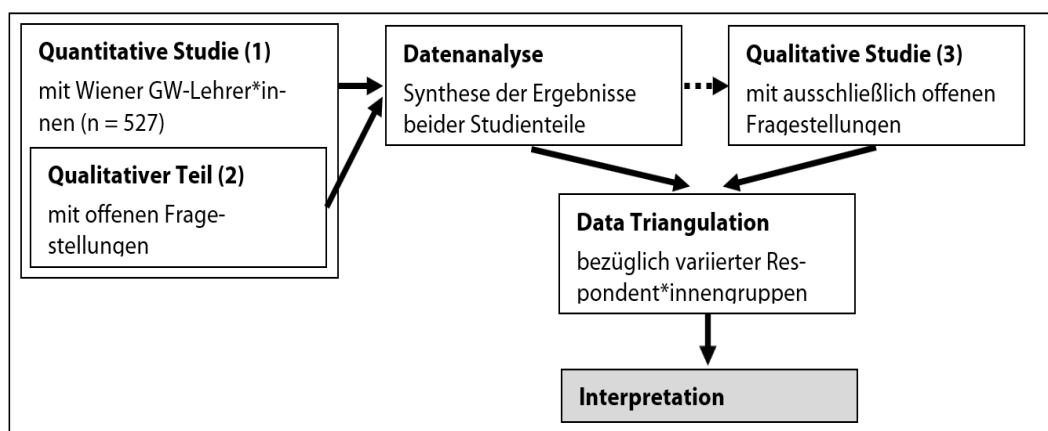 Quantitative Studie (1)
mit Wiener GW-Lehrer*in-
nen (n = 527)
Qualitativer Teil (2)
mit offenen Frage-
stellungen
Datenanalyse
Synthese der Ergebnisse
beider Studienteile
Qualitative Studie (3)
mit ausschließlich offenen
Fragestellungen
Data Triangulation
bezüglich variierter Res-
pondent*innengruppen
Interpretation